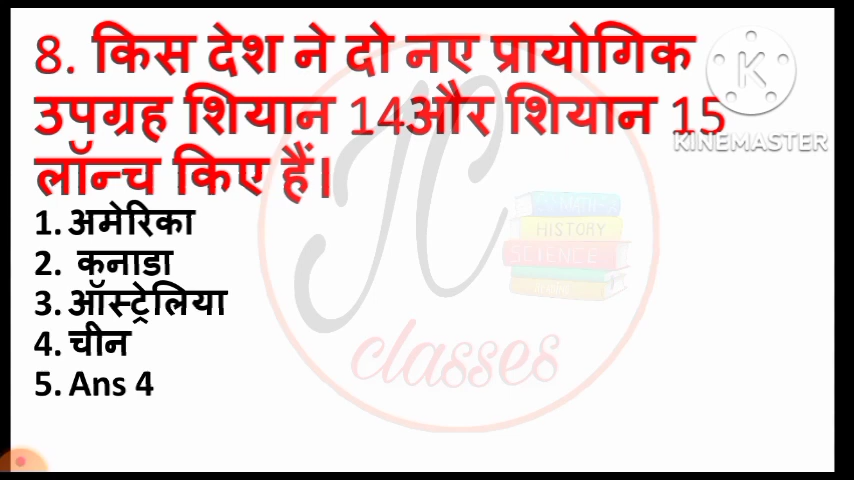 8. किस देश ने दो नए प्रायोगिक
उपग्रह शियान 14और शियान 15
लॉन्च किए हैं।
KINEMASTER
1. अमेरिका
2. कनाडा
3. ऑस्ट्रेलिया
4. चीन
5. Ans 4
HISTORY
SCIENCE
JC
classes